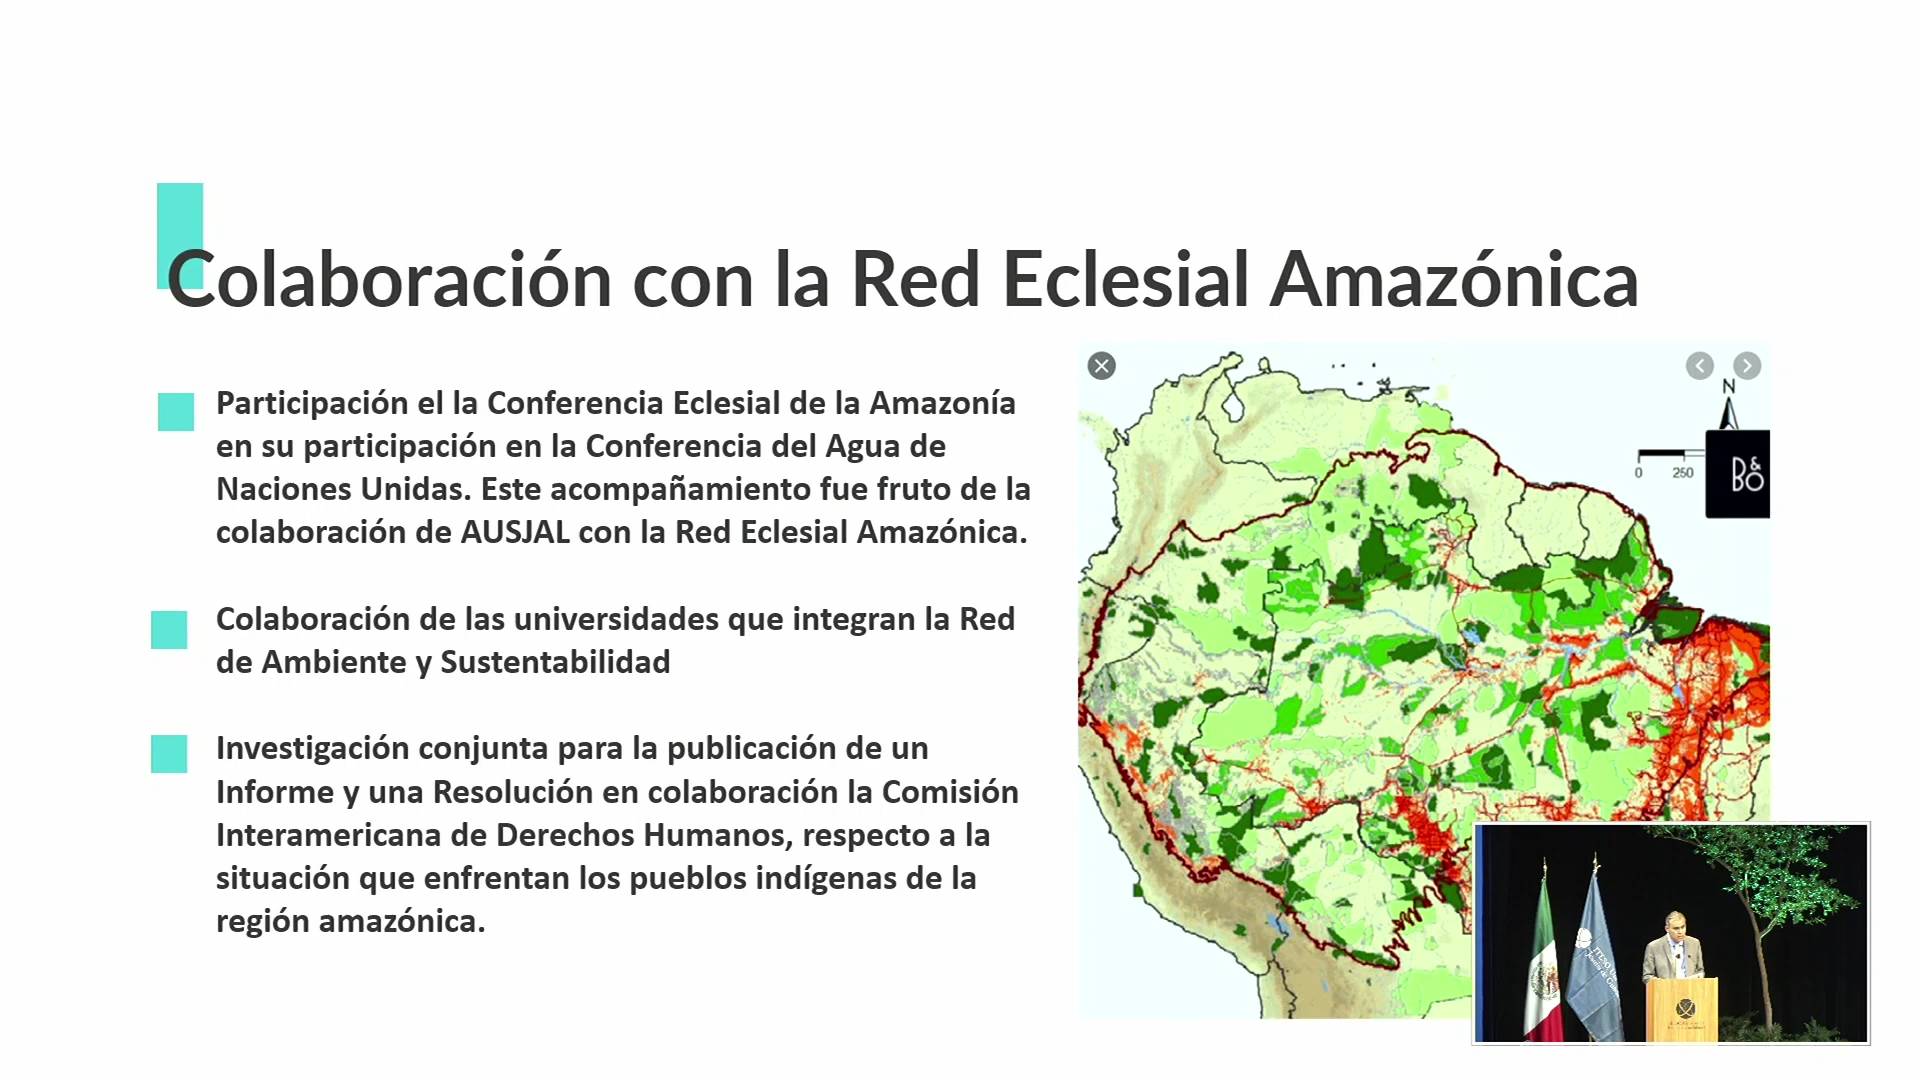 Colaboración con la Red Eclesial Amazónica
Participación el la Conferencia Eclesial de la Amazonía
en su participación en la Conferencia del Agua de
Naciones Unidas. Este acompañamiento fue fruto de la
colaboración de AUSJAL con la Red Eclesial Amazónica.
Colaboración de las universidades que integran la Red
de Ambiente y Sustentabilidad
Investigación conjunta para la publicación de un
Informe y una Resolución en colaboración la Comisión
Interamericana de Derechos Humanos, respecto a la
situación que enfrentan los pueblos indígenas de la
región amazónica.
N
0 250
B&O
ITESO